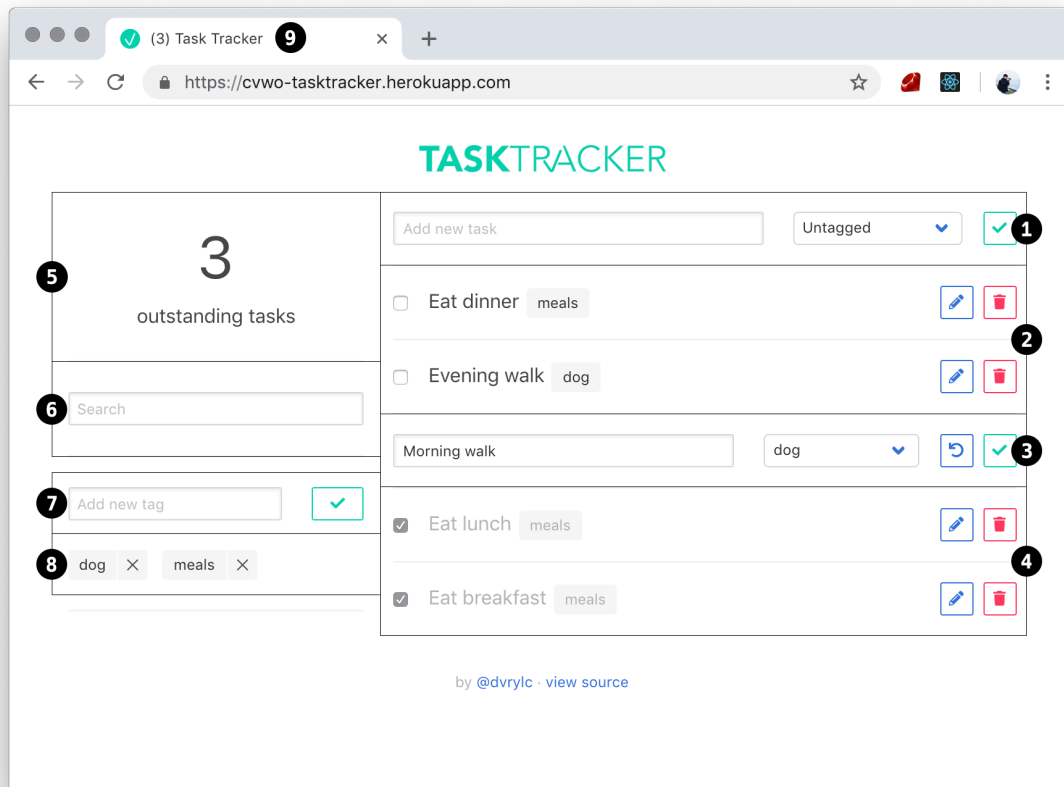 (3) Task Tracker 9
https://cvwo-tasktracker.herokuapp.com
TASKTRACKER
Add new task Untagged 1
5 3
outstanding tasks
Eat dinner meals
2
Evening walk dog
6 Search
Morning walk dog 3
7 Add new tag
Eat lunch meals
8 dog meals
4
Eat breakfast meals
by @dvrylc · view source